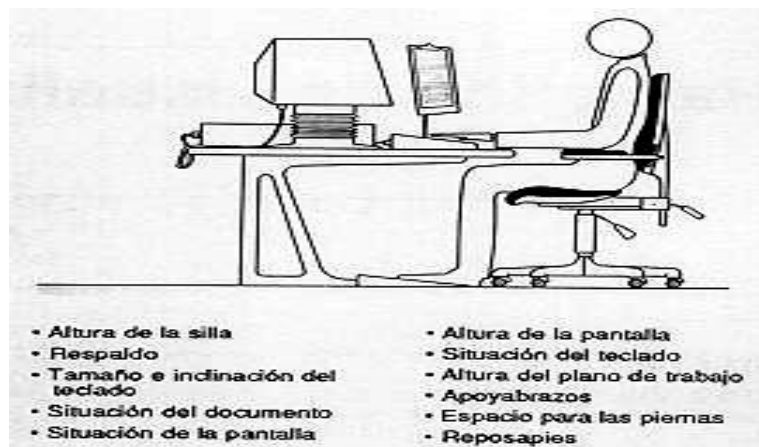 • Altura de la silla
• Respaldo
• Tamaño e inclinación del
teclado
• Situación del documento
• Situación de la pantalla
• Altura de la pantalla
• Situación del teclado
• Altura del plano de trabajo
• Apoyabrazos
• Espacio para las piernas
• Reposapies